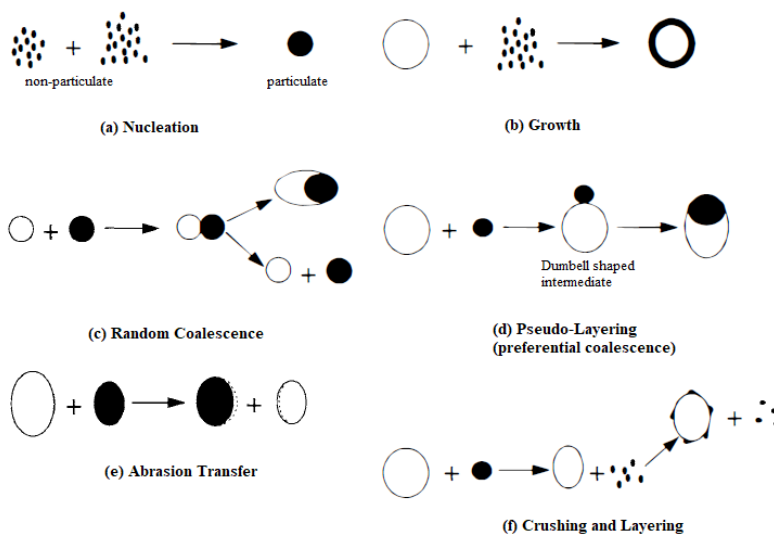 non-particulate
particulate
(a) Nucleation
(b) Growth
(c) Random Coalescence
Dumbell shaped
intermediate
(d) Pseudo-Layering
(preferential coalescence)
(e) Abrasion Transfer
(f) Crushing and Layering